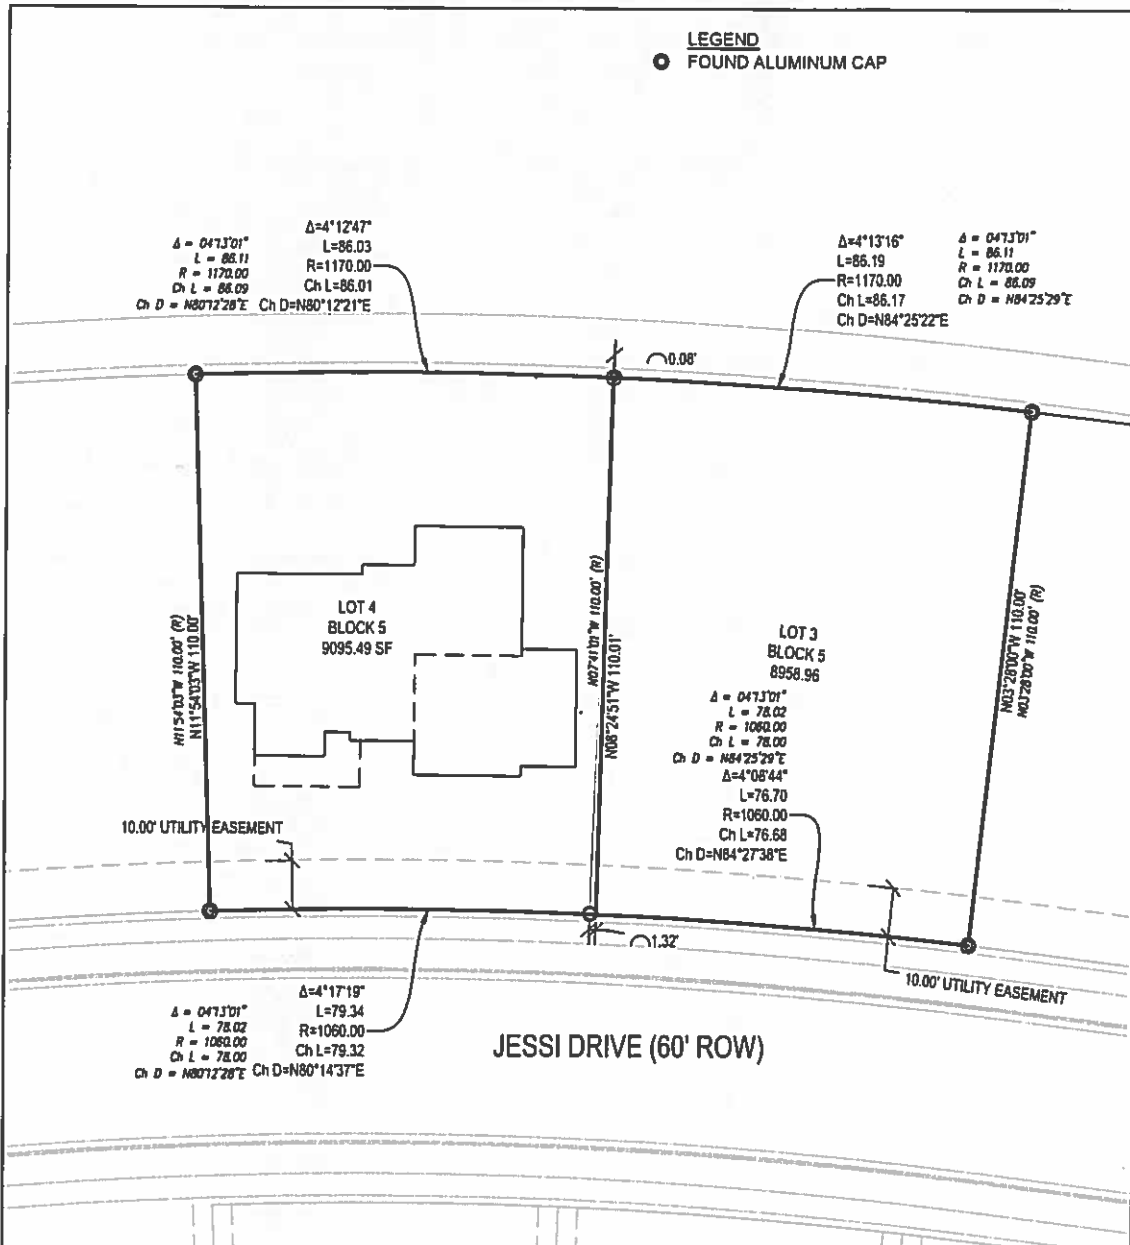 LEGEND
FOUND ALUMINUM CAP
Δ = 04°13'01"
L = 86.11
R = 1170.00
Ch L = 86.09
Ch D = N80°12'28"E
Δ=4°12'47"
L=86.03
R=1170.00
Ch L=86.01
Ch D=N80°12'21"E
Δ=4°13'16"
L=86.19
R=1170.00
Ch L=86.17
Ch D=N84°25'22"E
Δ = 04°13'01"
L = 86.11
R = 1170.00
Ch L = 86.09
Ch D = N84°25'29"E
0.08'
N11°54'03"W 110.00' (R)
N11°54'03"W 110.00'
LOT 4
BLOCK 5
9095.49 SF
N07°41'01"W 110.00' (R)
N08°24'51"W 110.01'
LOT 3
BLOCK 5
8958.96
N03°28'00"W 110.00'
N03°28'00"W 110.00' (R)
Δ = 04°13'01"
L = 78.02
R = 1060.00
Ch L = 78.00
Ch D = N84°25'29"E
Δ=4°08'44"
L=76.70
R=1060.00
Ch L=76.68
Ch D=N84°27'38"E
10.00' UTILITY EASEMENT
1.32'
10.00' UTILITY EASEMENT
Δ = 04°13'01"
L = 78.02
R = 1060.00
Ch L = 78.00
Ch D = N80°12'28"E
Δ=4°17'19"
L=79.34
R=1060.00
Ch L=79.32
Ch D=N80°14'37"E
JESSI DRIVE (60' ROW)